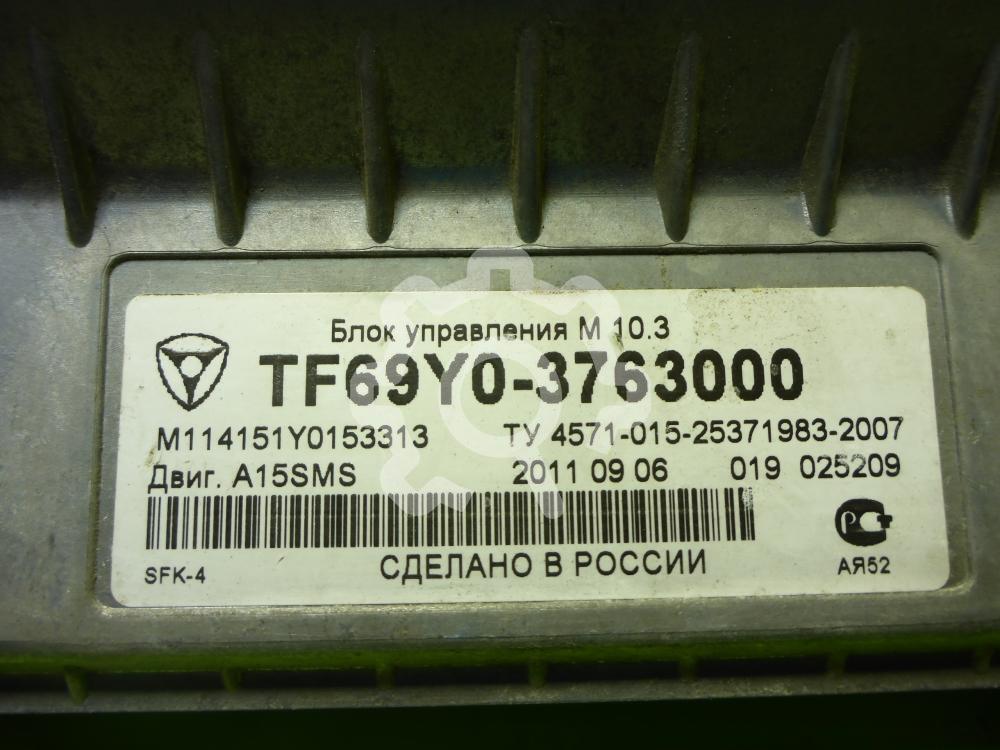 Блок управления М 10.3
TF69Y0-3763000
M114151Y0153313 ТУ 4571-015-25371983-2007
Двиг. A15SMS 2011 09 06 019 025209
SFK-4 СДЕЛАНО В РОССИИ АЯ52